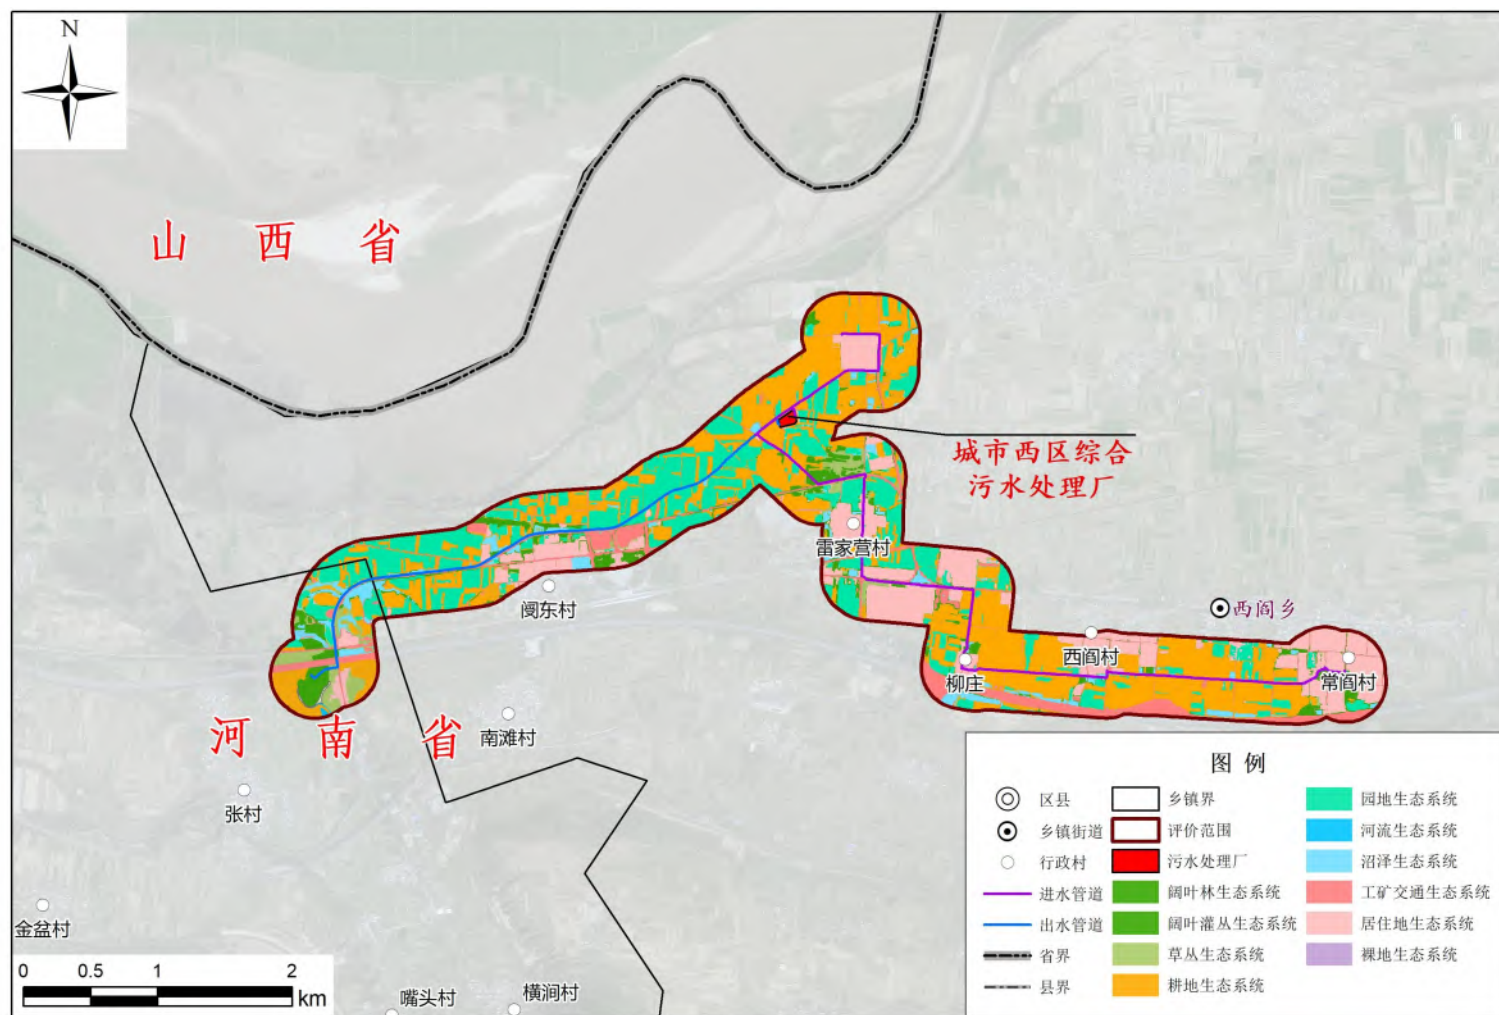 N
山西省
城市西区综合
污水处理厂
雷家营村
阌东村
西阎乡
西阎村
柳庄
常阎村
河南省
南滩村
张村
金盆村
嘴头村
横涧村
0 0.5 1 2
km
图例
区县
乡镇街道
行政村
进水管道
出水管道
省界
县界
乡镇界
评价范围
污水处理厂
阔叶林生态系统
阔叶灌丛生态系统
草丛生态系统
耕地生态系统
园地生态系统
河流生态系统
沼泽生态系统
工矿交通生态系统
居住地生态系统
裸地生态系统